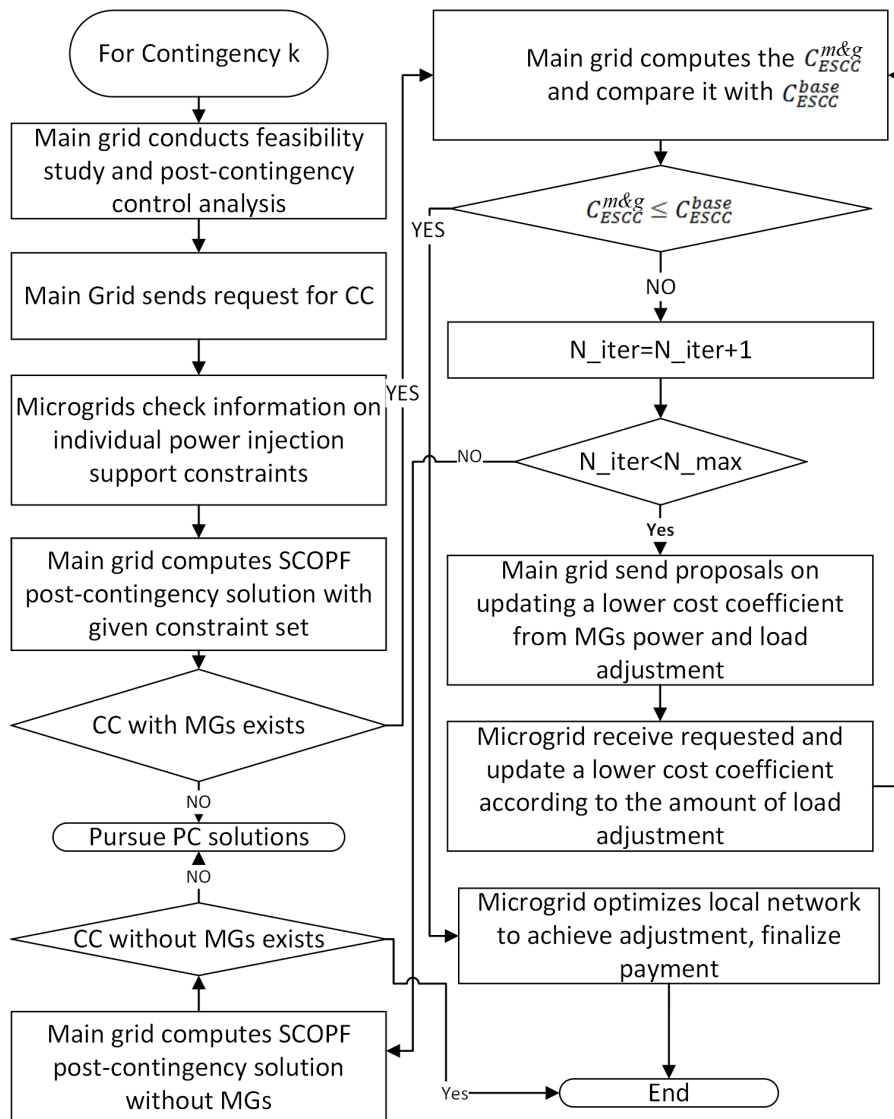 For Contingency k
Main grid conducts feasibility
study and post-contingency
control analysis
Main Grid sends request for CC
Microgrids check information on
individual power injection
support constraints
Main grid computes SCOPF
post-contingency solution with
given constraint set
CC with MGs exists
YES
NO
Pursue PC solutions
NO
CC without MGs exists
Yes
Main grid computes SCOPF
post-contingency solution
without MGs
Main grid computes the C_{ESCC}^{m&g}
and compare it with C_{ESCC}^{base}
C_{ESCC}^{m&g} ≤ C_{ESCC}^{base}
YES
NO
N_iter=N_iter+1
N_iter<N_max
NO
Yes
Main grid send proposals on
updating a lower cost coefficient
from MGs power and load
adjustment
Microgrid receive requested and
update a lower cost coefficient
according to the amount of load
adjustment
Microgrid optimizes local network
to achieve adjustment, finalize
payment
End